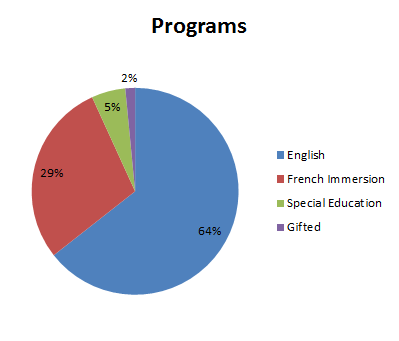 Programs
2%
5%
29%
64%
English
French Immersion
Special Education
Gifted